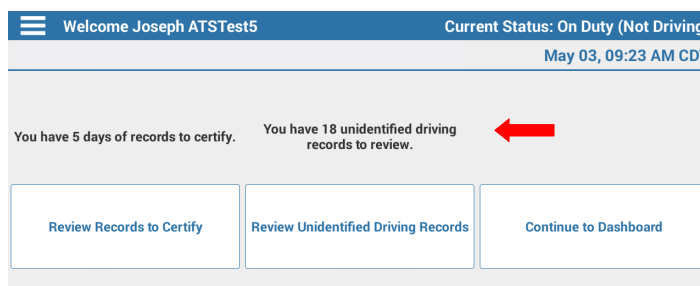 Welcome Joseph ATSTest5
Current Status: On Duty (Not Driving
May 03, 09:23 AM CD
You have 5 days of records to certify.
You have 18 unidentified driving
records to review.
Review Records to Certify
Review Unidentified Driving Records
Continue to Dashboard